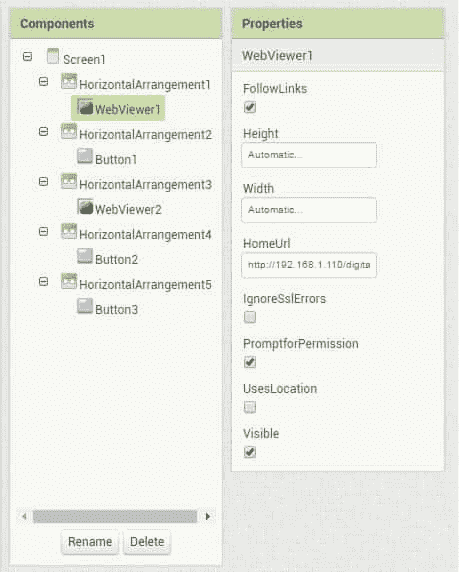 Components
Screen1
HorizontalArrangement1
WebViewer1
HorizontalArrangement2
Button1
HorizontalArrangement3
WebViewer2
HorizontalArrangement4
Button2
HorizontalArrangement5
Button3
Rename Delete
Properties
WebViewer1
FollowLinks
Height
Automatic...
Width
Automatic...
HomeUrl
http://192.168.1.110/digita
IgnoreSslErrors
PromptforPermission
UsesLocation
Visible